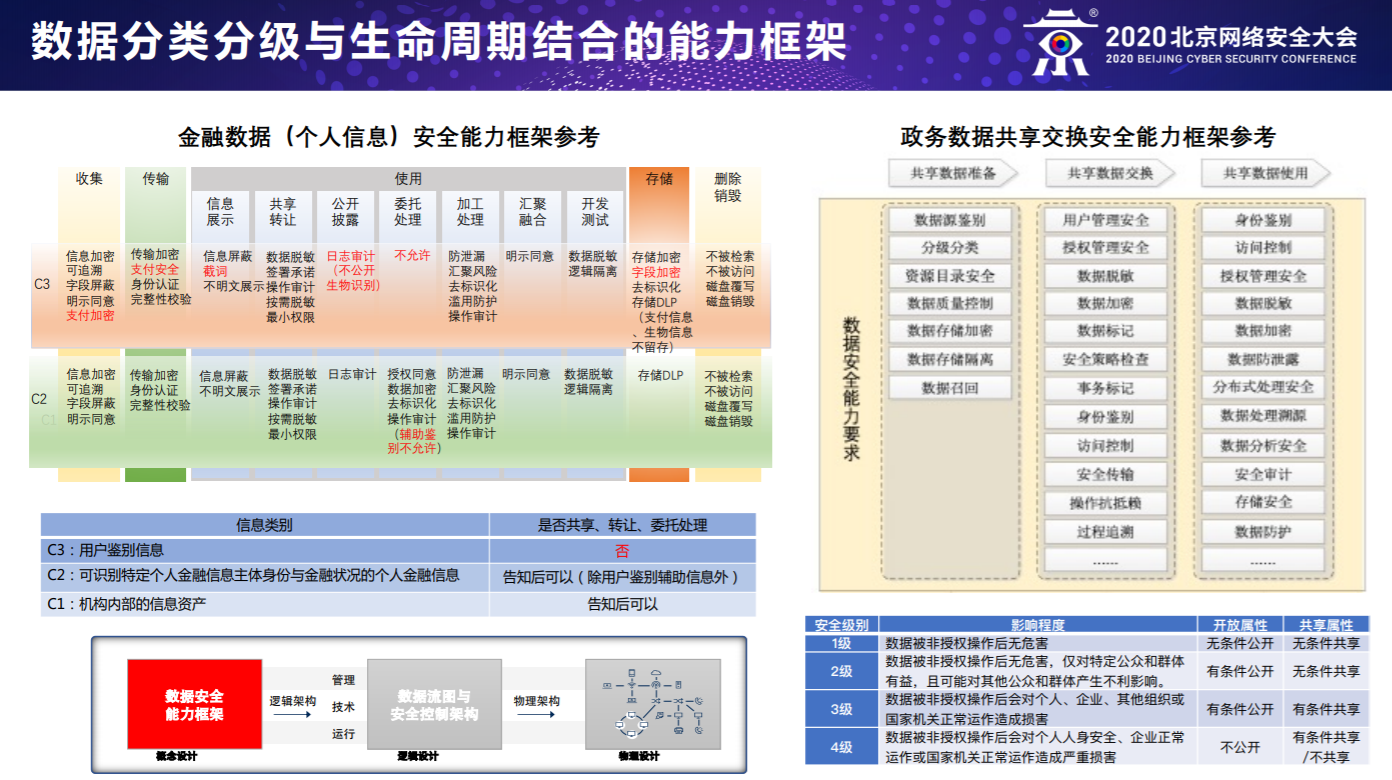 数据分类分级与生命周期结合的能力框架
®
2020北京网络安全大会
2020 BEIJING CYBER SECURITY CONFERENCE
金融数据（个人信息）安全能力框架参考
收集
传输
使用
存储
删除
销毁
信息
展示
共享
转让
公开
披露
委托
处理
加工
处理
汇聚
融合
开发
测试
C3
信息加密
可追溯
字段屏蔽
明示同意
支付加密
传输加密
支付安全
身份认证
完整性校验
信息屏蔽
截词
不明文展示
数据脱敏
签署承诺
操作审计
按需脱敏
最小权限
日志审计
（不公开
生物识别）
不允许
防泄漏
汇聚风险
去标识化
滥用防护
操作审计
明示同意
数据脱敏
逻辑隔离
存储加密
字段加密
去标识化
存储DLP
（支付信息
、生物信息
不留存）
不被检索
不被访问
磁盘覆写
磁盘销毁
C2
C1
信息加密
可追溯
字段屏蔽
明示同意
传输加密
身份认证
完整性校验
信息屏蔽
不明文展示
数据脱敏
签署承诺
操作审计
按需脱敏
最小权限
日志审计
授权同意
数据加密
去标识化
操作审计
（辅助鉴
别不允许）
防泄漏
汇聚风险
去标识化
滥用防护
操作审计
明示同意
数据脱敏
逻辑隔离
存储DLP
不被检索
不被访问
磁盘覆写
磁盘销毁
信息类别 是否共享、转让、委托处理
C3：用户鉴别信息 否
C2：可识别特定个人金融信息主体身份与金融状况的个人金融信息 告知后可以（除用户鉴别辅助信息外）
C1：机构内部的信息资产 告知后可以
数据安全
能力框架
概念设计
逻辑架构
管理
技术
运行
数据流图与
安全控制架构
逻辑设计
物理架构
物理设计
政务数据共享交换安全能力框架参考
共享数据准备
共享数据交换
共享数据使用
数据安全能力要求
数据源鉴别
分级分类
资源目录安全
数据质量控制
数据存储加密
数据存储隔离
数据召回
用户管理安全
授权管理安全
数据脱敏
数据加密
数据标记
安全策略检查
事务标记
身份鉴别
访问控制
安全传输
操作抗抵赖
过程追溯
......
身份鉴别
访问控制
授权管理安全
数据脱敏
数据加密
数据防泄露
分布式处理安全
数据处理溯源
数据分析安全
安全审计
存储安全
数据防护
......
安全级别 影响程度 开放属性 共享属性
1级 数据被非授权操作后无危害 无条件公开 无条件共享
2级 数据被非授权操作后无危害，仅对特定公众和群体
有益，且可能对其他公众和群体产生不利影响。 有条件公开 无条件共享
3级 数据被非授权操作后会对个人、企业、其他组织或
国家机关正常运作造成损害 有条件公开 有条件共享
4级 数据被非授权操作后会对个人人身安全、企业正常
运作或国家机关正常运作造成严重损害 不公开 有条件共享
/不共享